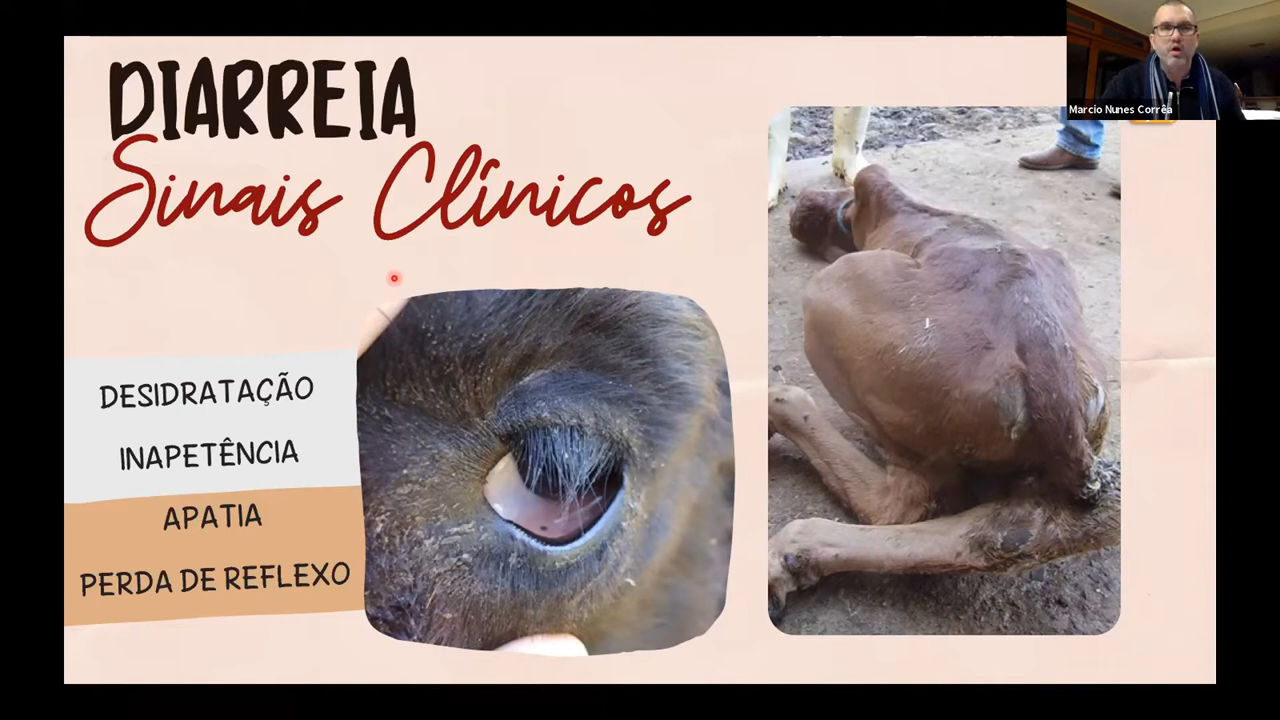 DIARREIA
Sinais Clínicos
DESIDRATAÇÃO
INAPETÊNCIA
APATIA
PERDA DE REFLEXO
Marcio Nunes Corrêa